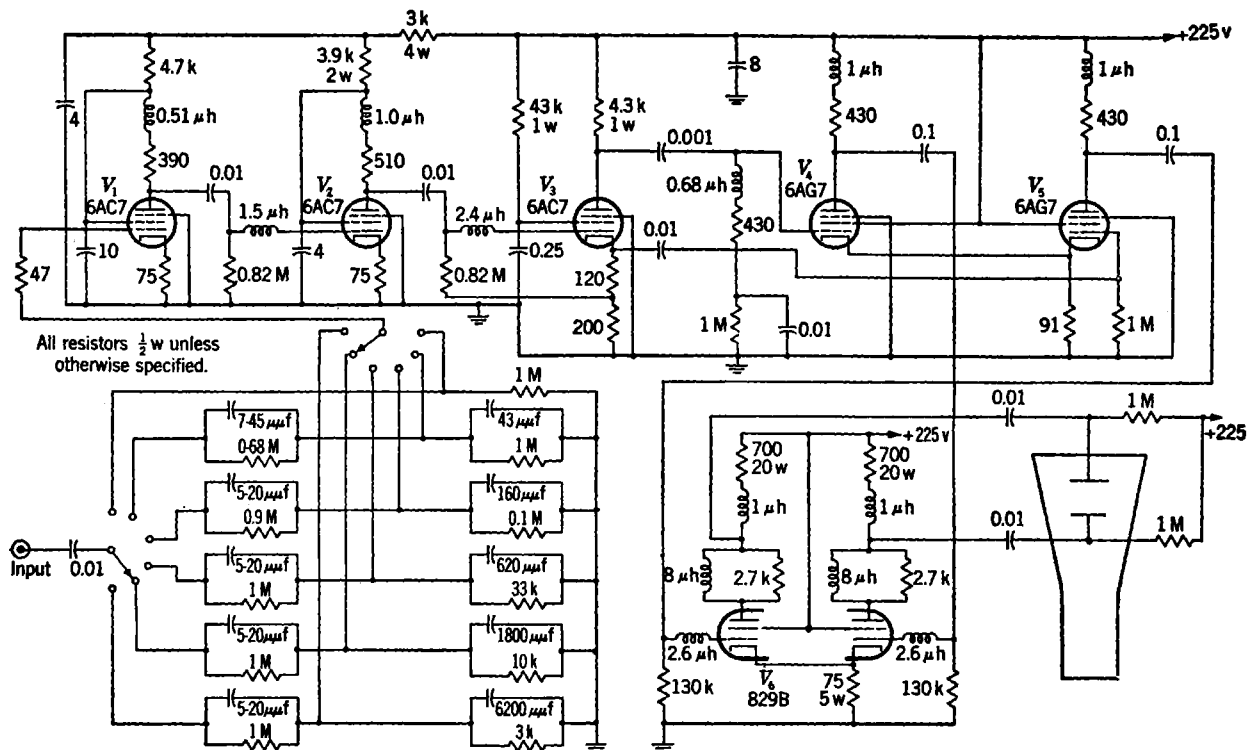 3 k
4 w
+225 v
4.7 k
3.9 k
2 w
4
0.51 μh
1.0 μh
43 k
1 w
4.3 k
1 w
8
1 μh
1 μh
430
430
390
510
0.001
0.1
0.1
0.01
0.01
V₁
6AC7
V₂
6AC7
V₃
6AC7
0.68 μh
V₄
6AG7
V₅
6AG7
1.5 μh
2.4 μh
430
0.01
47
10
75
0.82 M
4
75
0.82 M
0.25
120
200
1 M
0.01
91
1 M
All resistors ½ w unless
otherwise specified.
1 M
7-45 μμf
0-68 M
43 μμf
1 M
5-20 μμf
0.9 M
160 μμf
0.1 M
Input
0.01
5-20 μμf
1 M
620 μμf
33 k
5-20 μμf
1 M
1800 μμf
10 k
5-20 μμf
1 M
6200 μμf
3 k
0.01
1 M
+225
+225 v
700
20 w
700
20 w
1 μh
1 μh
0.01
1 M
8 μh
2.7 k
8 μh
2.7 k
2.6 μh
2.6 μh
130 k
V₆
829B
75
5 w
130 k